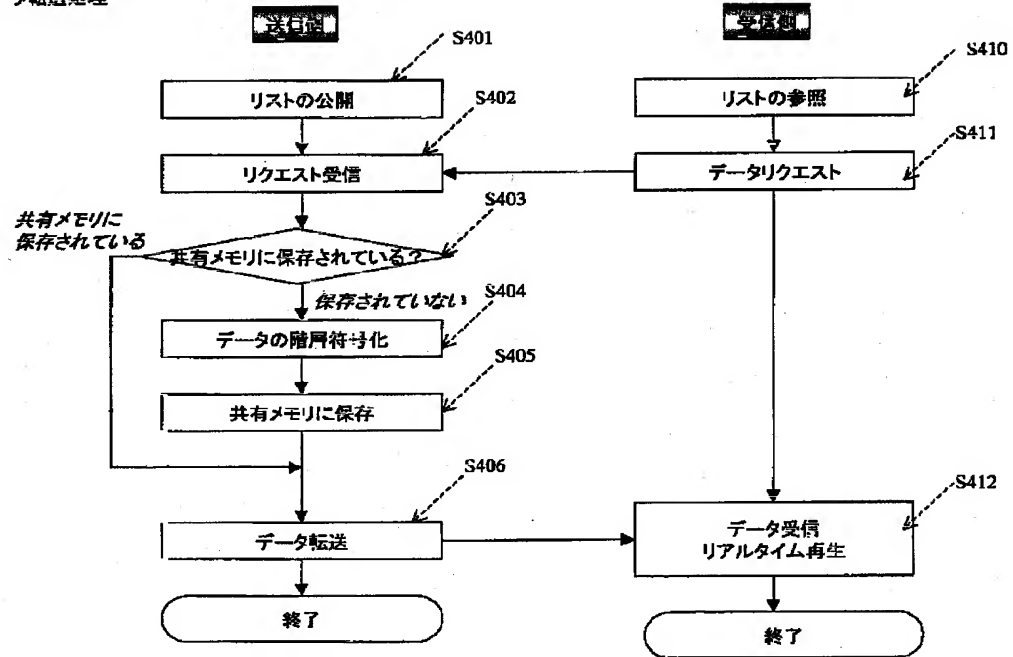 送信側
受信側
S401
S410
リストの公開
リストの参照
S402
S411
リクエスト受信
データリクエスト
S403
共有メモリに
保存されている
共有メモリに保存されている？
保存されていない
S404
データの階層符号化
S405
共有メモリに保存
S406
S412
データ転送
データ受信
リアルタイム再生
終了
終了